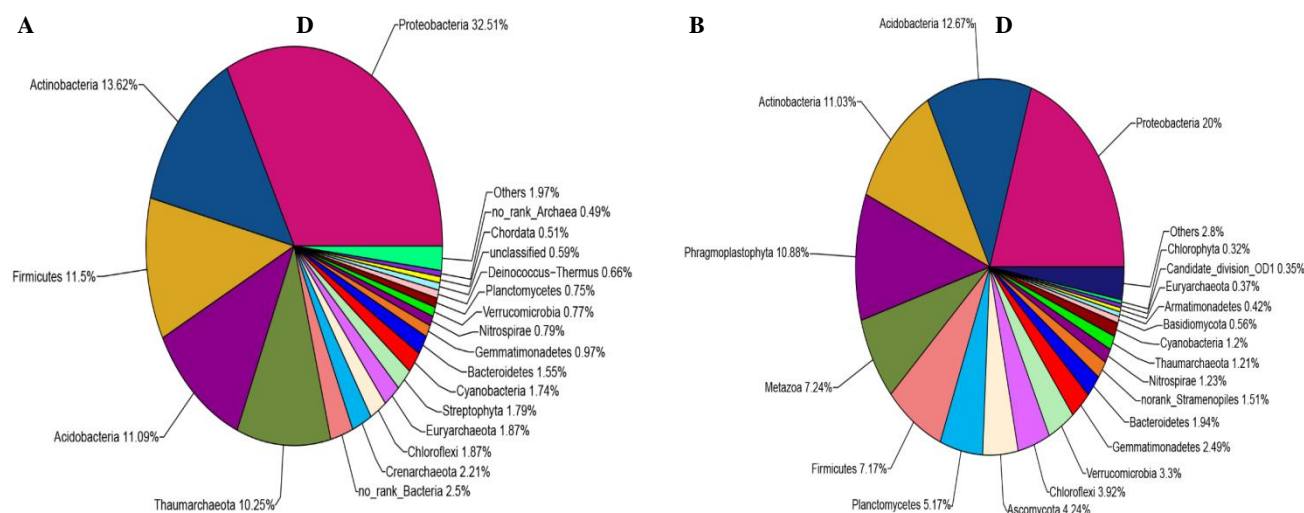 A
D
Proteobacteria 32.51%
Actinobacteria 13.62%
Firmicutes 11.5%
Acidobacteria 11.09%
Thaumarchaeota 10.25%
no_rank_Bacteria 2.5%
Crenarchaeota 2.21%
Chloroflexi 1.87%
Euryarchaeota 1.87%
Streptophyta 1.79%
Cyanobacteria 1.74%
Bacteroidetes 1.55%
Gemmatimonadetes 0.97%
Nitrospirae 0.79%
Verrucomicrobia 0.77%
Planctomycetes 0.75%
Deinococcus-Thermus 0.66%
unclassified 0.59%
Chordata 0.51%
no_rank_Archaea 0.49%
Others 1.97%
B
D
Acidobacteria 12.67%
Proteobacteria 20%
Actinobacteria 11.03%
Phragmoplastophyta 10.88%
Metazoa 7.24%
Firmicutes 7.17%
Planctomycetes 5.17%
Ascomycota 4.24%
Chloroflexi 3.92%
Verrucomicrobia 3.3%
Gemmatimonadetes 2.49%
Bacteroidetes 1.94%
norank_Stramenopiles 1.51%
Nitrospirae 1.23%
Thaumarchaeota 1.21%
Cyanobacteria 1.2%
Basidiomycota 0.56%
Armatimonadetes 0.42%
Euryarchaeota 0.37%
Candidate_division_OD1 0.35%
Chlorophyta 0.32%
Others 2.8%